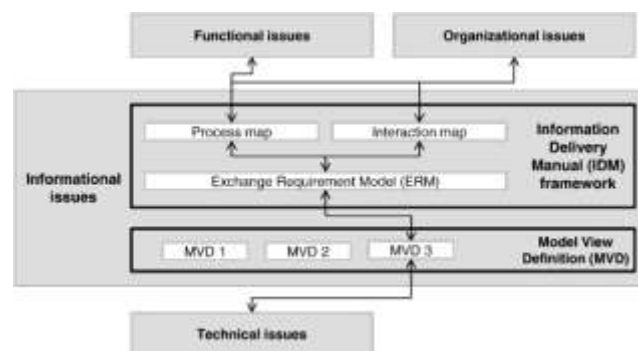 Functional issues
Organizational issues
Process map
Interaction map
Information
Delivery
Manual (IDM)
framework
Informational
issues
Exchange Requirement Model (ERM)
MVD 1
MVD 2
MVD 3
Model View
Definition (MVD)
Technical issues